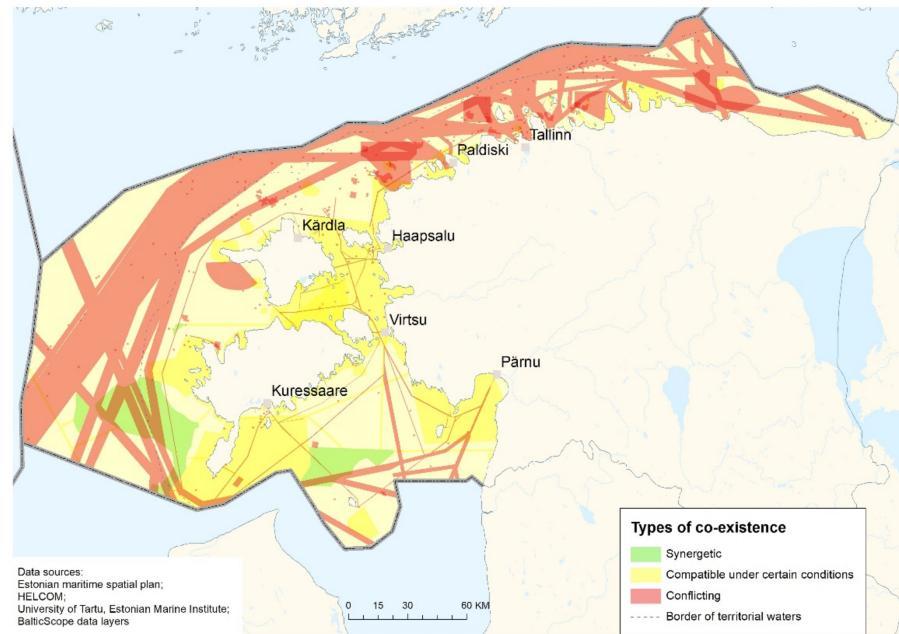 Tallinn
Paldiski
Kärdla
Haapsalu
Virtsu
Pärnu
Kuressaare
Types of co-existence
Synergetic
Compatible under certain conditions
Conflicting
Border of territorial waters
Data sources:
Estonian maritime spatial plan;
HELCOM;
University of Tartu, Estonian Marine Institute;
BalticScope data layers
0 15 30 60 KM